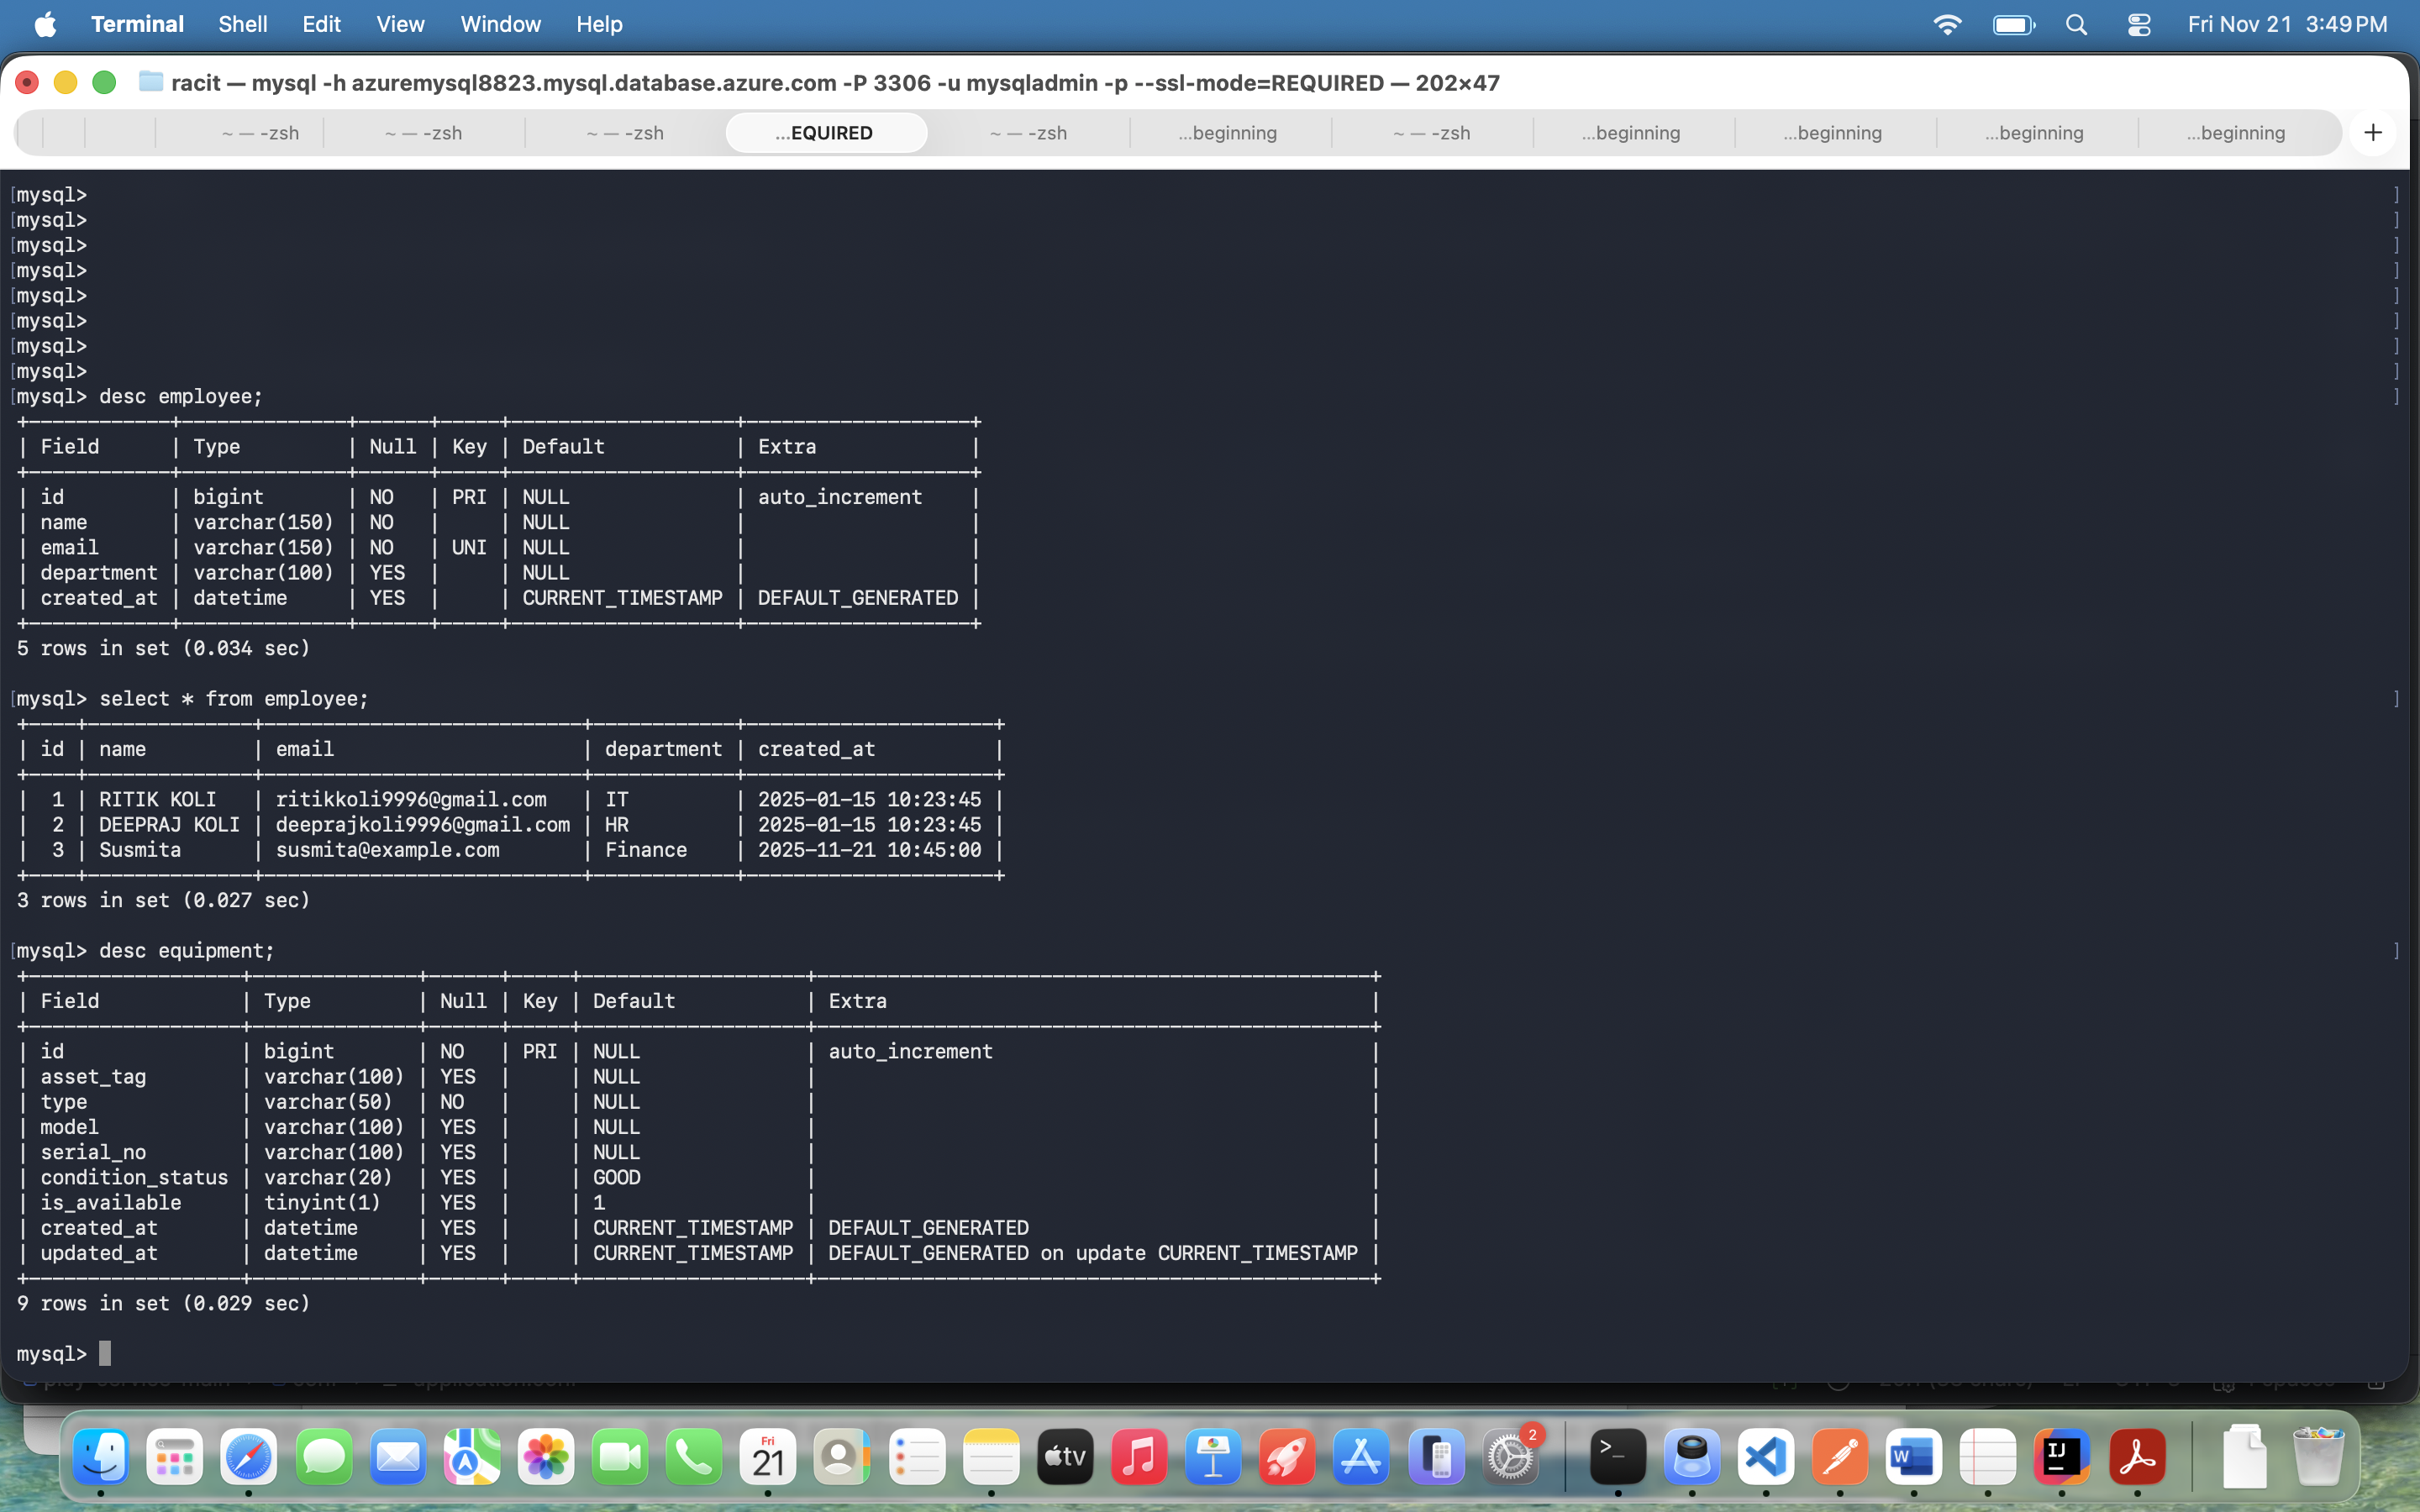 Terminal Shell Edit View Window Help Fri Nov 21 3:49 PM
racit — mysql -h azuremysql8823.mysql.database.azure.com -P 3306 -u mysqladmin -p --ssl-mode=REQUIRED — 202×47
~ — -zsh ~ — -zsh ~ — -zsh ...EQUIRED ~ — -zsh ...beginning ~ — -zsh ...beginning ...beginning ...beginning ...beginning +
[mysql> ]
[mysql> ]
[mysql> ]
[mysql> ]
[mysql> ]
[mysql> ]
[mysql> ]
[mysql> ]
[mysql> desc employee; ]
+------------+--------------+------+-----+-------------------+-------------------+
| Field      | Type         | Null | Key | Default           | Extra             |
+------------+--------------+------+-----+-------------------+-------------------+
| id         | bigint       | NO   | PRI | NULL              | auto_increment    |
| name       | varchar(150) | NO   |     | NULL              |                   |
| email      | varchar(150) | NO   | UNI | NULL              |                   |
| department | varchar(100) | YES  |     | NULL              |                   |
| created_at | datetime     | YES  |     | CURRENT_TIMESTAMP | DEFAULT_GENERATED |
+------------+--------------+------+-----+-------------------+-------------------+
5 rows in set (0.034 sec)
[mysql> select * from employee; ]
+----+--------------+--------------------------+------------+---------------------+
| id | name         | email                    | department | created_at          |
+----+--------------+--------------------------+------------+---------------------+
|  1 | RITIK KOLI   | ritikkoli9996@gmail.com  | IT         | 2025-01-15 10:23:45 |
|  2 | DEEPRAJ KOLI | deeprajkoli9996@gmail.com | HR         | 2025-01-15 10:23:45 |
|  3 | Susmita      | susmita@example.com      | Finance    | 2025-11-21 10:45:00 |
+----+--------------+--------------------------+------------+---------------------+
3 rows in set (0.027 sec)
[mysql> desc equipment; ]
+------------------+--------------+------+-----+-------------------+-----------------------------------------------+
| Field            | Type         | Null | Key | Default           | Extra                                         |
+------------------+--------------+------+-----+-------------------+-----------------------------------------------+
| id               | bigint       | NO   | PRI | NULL              | auto_increment                                |
| asset_tag        | varchar(100) | YES  |     | NULL              |                                               |
| type             | varchar(50)  | NO   |     | NULL              |                                               |
| model            | varchar(100) | YES  |     | NULL              |                                               |
| serial_no        | varchar(100) | YES  |     | NULL              |                                               |
| condition_status | varchar(20)  | YES  |     | GOOD              |                                               |
| is_available     | tinyint(1)   | YES  |     | 1                 |                                               |
| created_at       | datetime     | YES  |     | CURRENT_TIMESTAMP | DEFAULT_GENERATED                             |
| updated_at       | datetime     | YES  |     | CURRENT_TIMESTAMP | DEFAULT_GENERATED on update CURRENT_TIMESTAMP |
+------------------+--------------+------+-----+-------------------+-----------------------------------------------+
9 rows in set (0.029 sec)
mysql>
Fri
21
tv
2
>_
W
IJ